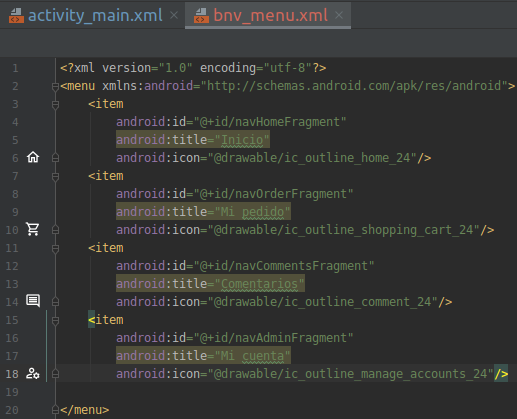 activity_main.xml
bnv_menu.xml
1 <?xml version="1.0" encoding="utf-8"?>
2 <menu xmlns:android="http://schemas.android.com/apk/res/android">
3 <item
4 android:id="@+id/navHomeFragment"
5 android:title="Inicio"
6 android:icon="@drawable/ic_outline_home_24"/>
7 <item
8 android:id="@+id/navOrderFragment"
9 android:title="Mi pedido"
10 android:icon="@drawable/ic_outline_shopping_cart_24"/>
11 <item
12 android:id="@+id/navCommentsFragment"
13 android:title="Comentarios"
14 android:icon="@drawable/ic_outline_comment_24"/>
15 <item
16 android:id="@+id/navAdminFragment"
17 android:title="Mi cuenta"
18 android:icon="@drawable/ic_outline_manage_accounts_24"/>
19
20 </menu>